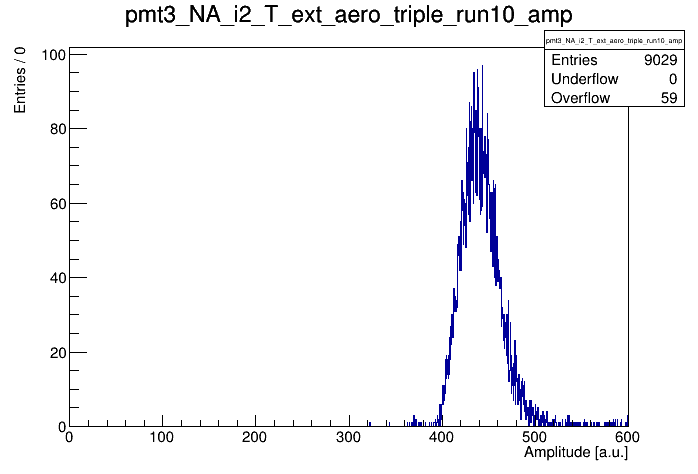 pmt3_NA_i2_T_ext_aero_triple_run10_amp
pmt3_NA_i2_T_ext_aero_triple_run10_amp
Entries 9029
Underflow 0
Overflow 59
Entries / 0
100
80
60
40
20
0
0 100 200 300 400 500 600
Amplitude [a.u.]